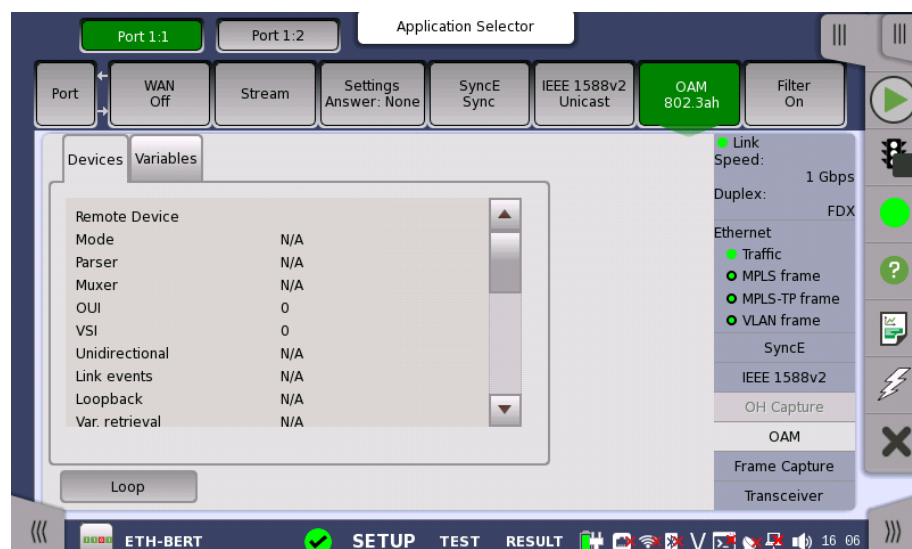 Port 1:1
Port 1:2
Application Selector
Port
WAN
Off
Stream
Settings
Answer: None
SyncE
Sync
IEEE 1588v2
Unicast
OAM
802.3ah
Filter
On
Devices
Variables
Remote Device
Mode N/A
Parser N/A
Muxer N/A
OUI 0
VSI 0
Unidirectional N/A
Link events N/A
Loopback N/A
Var. retrieval N/A
Loop
Link
Speed:
1 Gbps
Duplex:
FDX
Ethernet
Traffic
MPLS frame
MPLS-TP frame
VLAN frame
SyncE
IEEE 1588v2
OH Capture
OAM
Frame Capture
Transceiver
ETH-BERT
SETUP
TEST
RESULT
16 06